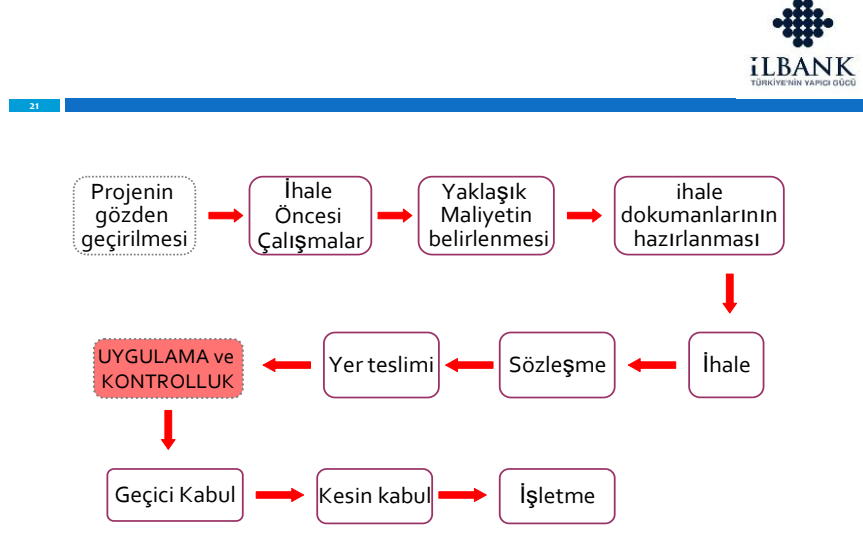 iLBANK
TÜRKİYE'NİN YAPICI GÜCÜ
21
Projenin
gözden
geçirilmesi
İhale
Öncesi
Çalışmalar
Yaklaşık
Maliyetin
belirlenmesi
ihale
dokumanlarının
hazırlanması
UYGULAMA ve
KONTROLLUK
Yer teslimi
Sözleşme
İhale
Geçici Kabul
Kesin kabul
İşletme